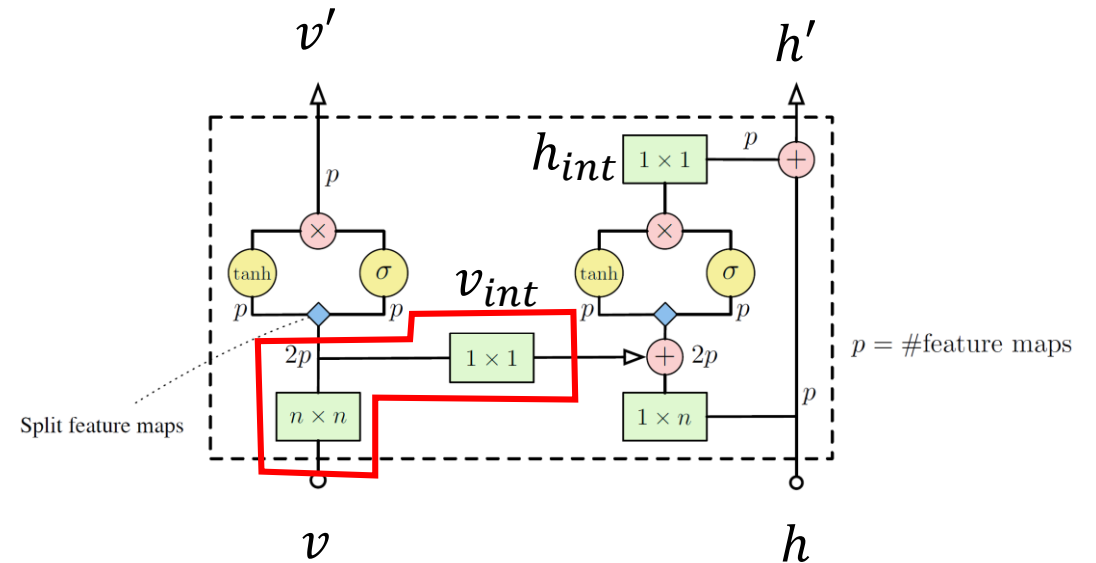 v′ h′
p
1 × 1
h_int
+
p
× ×
tanh σ tanh σ
v_int
p p p p
2p
1 × 1
+ 2p
p = #feature maps
n × n
1 × n
p
Split feature maps
v h